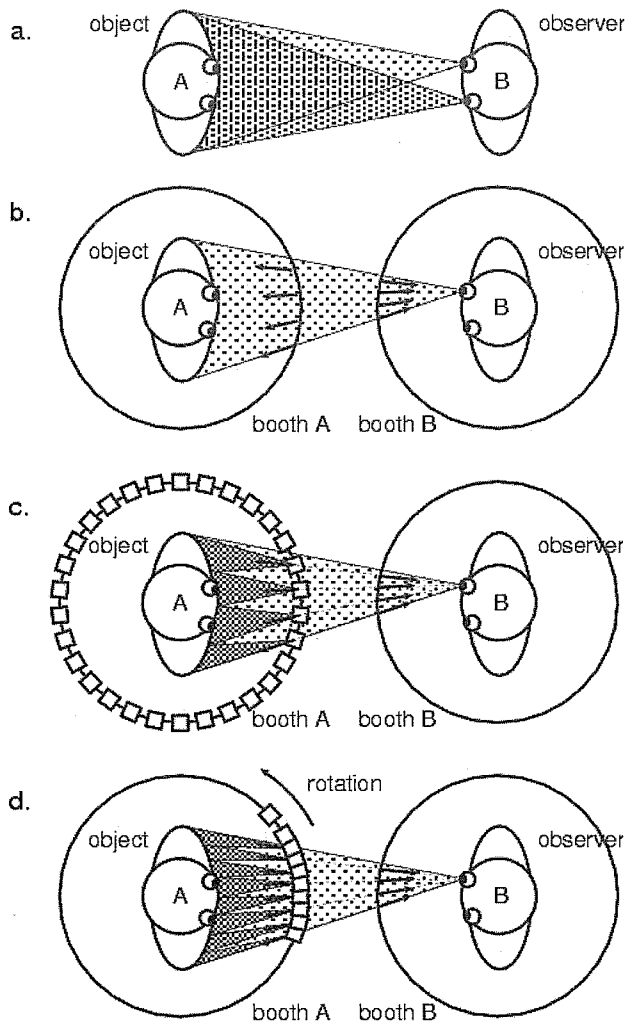 a.
object
observer
A
B
b.
object
observer
A
B
booth A booth B
c.
object
observer
A
B
booth A booth B
d.
rotation
object
observer
A
B
booth A booth B